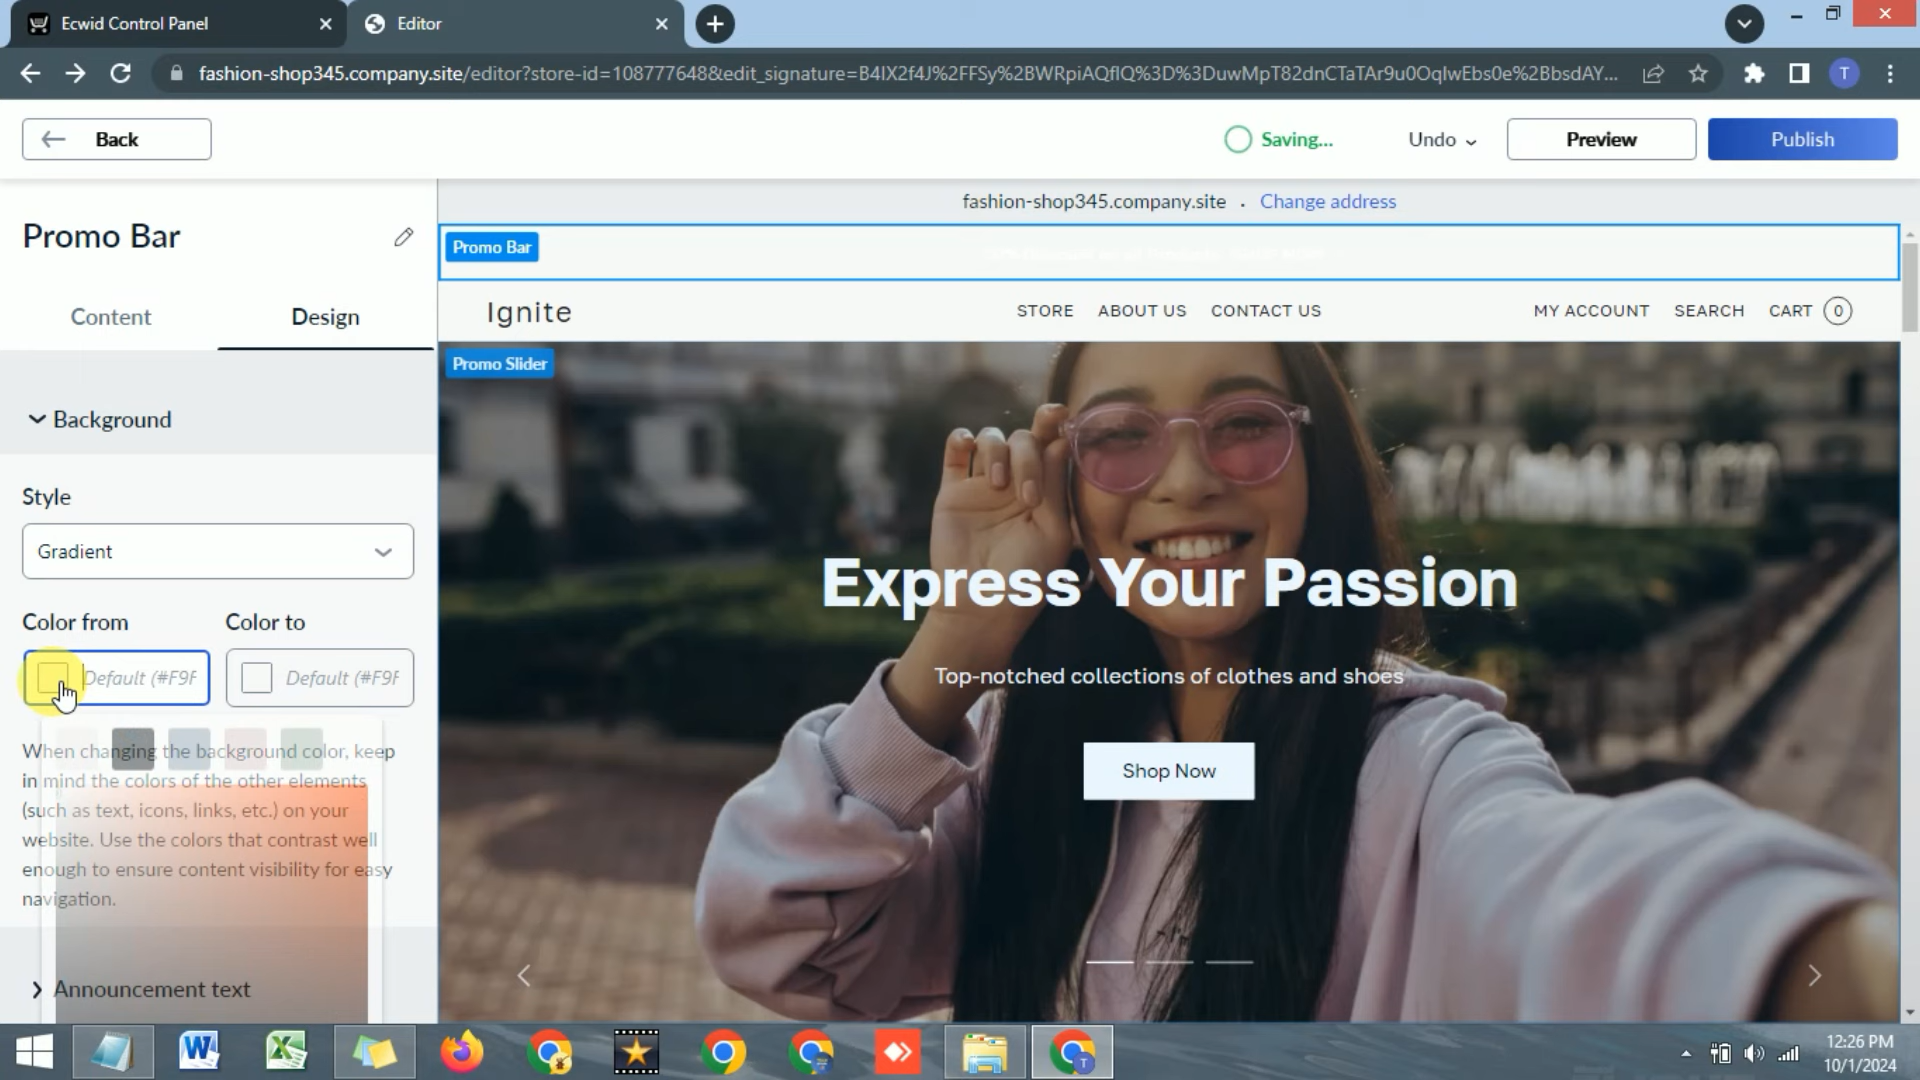 Ecwid Control Panel
Editor
fashion-shop345.company.site/editor?store-id=108777648&edit_signature=B4IX2f4J%2FFSy%2BWRpiAQflQ%3D%3DuwMpT82dnCTaTAr9u0OqlwEbs0e%2BbsdAY...
T
Back
Saving...
Undo
Preview
Publish
fashion-shop345.company.site . Change address
Promo Bar
Promo Bar
Content
Design
Ignite
STORE ABOUT US CONTACT US
MY ACCOUNT SEARCH CART 0
Promo Slider
Background
Style
Gradient
Color from
Color to
Default (#F9F
Default (#F9F
When changing the background color, keep
in mind the colors of the other elements
(such as text, icons, links, etc.) on your
website. Use the colors that contrast well
enough to ensure content visibility for easy
navigation.
Announcement text
Express Your Passion
Top-notched collections of clothes and shoes
Shop Now
12:26 PM
10/1/2024